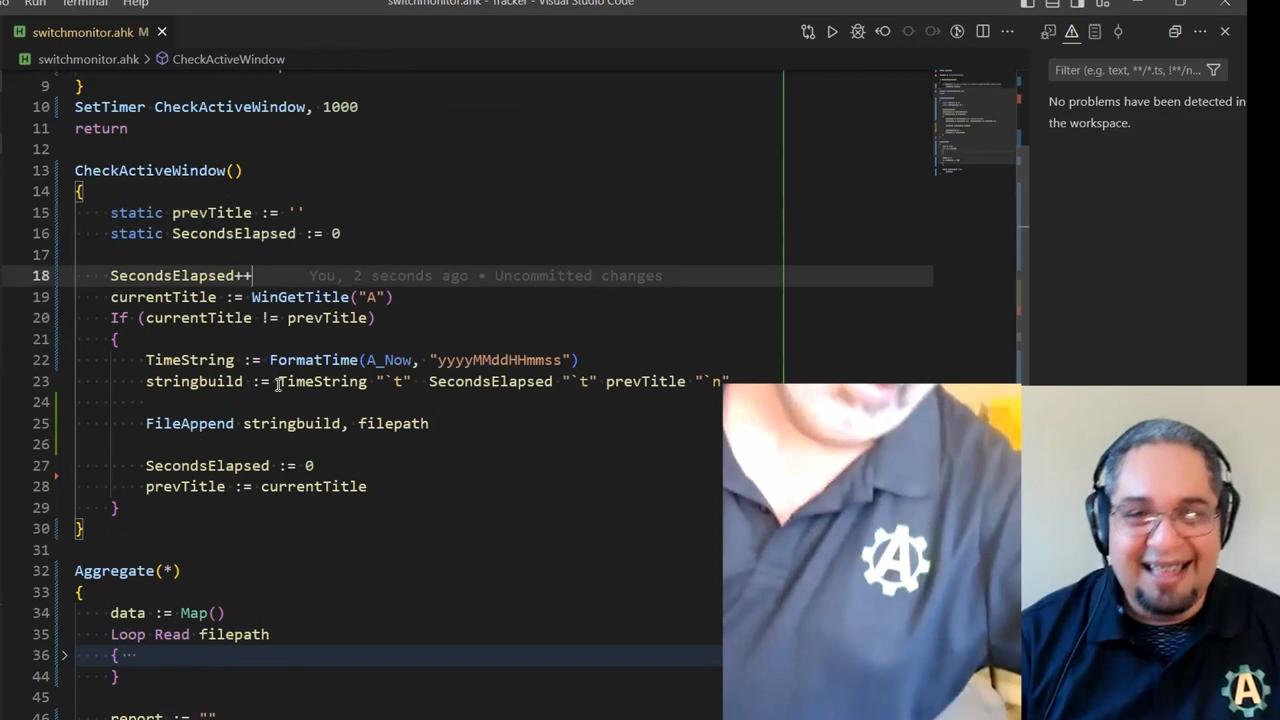 Run Terminal Help
switchmonitor.ahk - Tracker - Visual Studio Code
switchmonitor.ahk M
switchmonitor.ahk > CheckActiveWindow
Filter (e.g. text, **/*.ts, !**/n...
No problems have been detected in
the workspace.
9 }
10 SetTimer CheckActiveWindow, 1000
11 return
12
13 CheckActiveWindow()
14 {
15 static prevTitle := ''
16 static SecondsElapsed := 0
17
18 SecondsElapsed++ You, 2 seconds ago • Uncommitted changes
19 currentTitle := WinGetTitle("A")
20 If (currentTitle != prevTitle)
21 {
22 TimeString := FormatTime(A_Now, "yyyyMMddHHmmss")
23 stringbuild := TimeString "`t" SecondsElapsed "`t" prevTitle "`n"
24
25 FileAppend stringbuild, filepath
26
27 SecondsElapsed := 0
28 prevTitle := currentTitle
29 }
30 }
31
32 Aggregate(*)
33 {
34 data := Map()
35 Loop Read filepath
36 { ···
44 }
45
46 report := ""
A
A